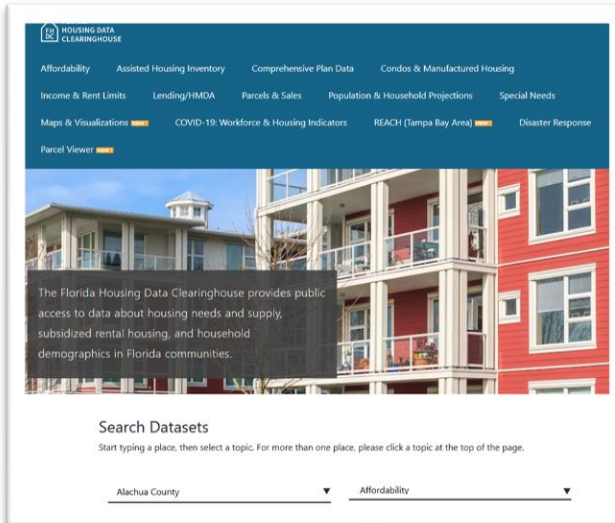 FH HOUSING DATA
DC CLEARINGHOUSE
Affordability Assisted Housing Inventory Comprehensive Plan Data Condos & Manufactured Housing
Income & Rent Limits Lending/HMDA Parcels & Sales Population & Household Projections Special Needs
Maps & Visualizations NEW! COVID-19: Workforce & Housing Indicators REACH (Tampa Bay Area) NEW! Disaster Response
Parcel Viewer NEW!
The Florida Housing Data Clearinghouse provides public
access to data about housing needs and supply,
subsidized rental housing, and household
demographics in Florida communities.
Search Datasets
Start typing a place, then select a topic. For more than one place, please click a topic at the top of the page.
Alachua County ▼ Affordability ▼